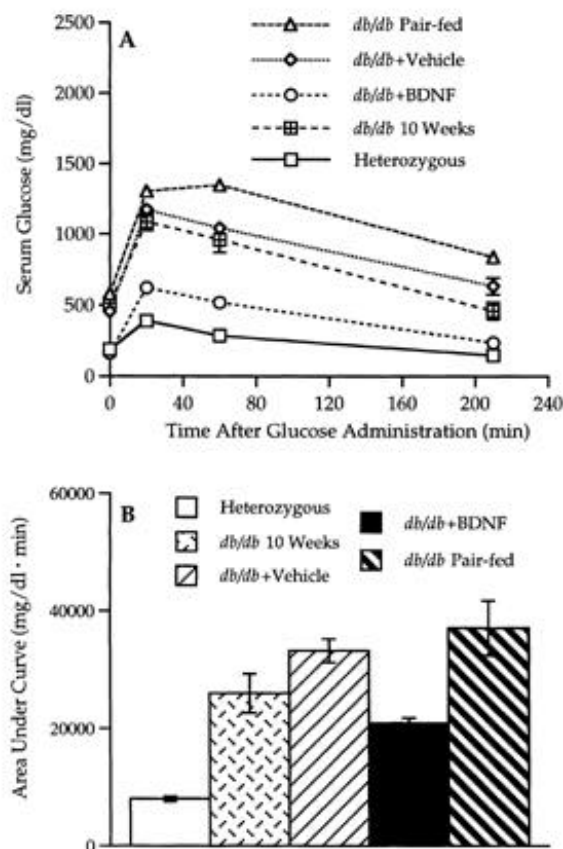 A
db/db Pair-fed
db/db+Vehicle
db/db+BDNF
db/db 10 Weeks
Heterozygous
Serum Glucose (mg/dl)
2500
2000
1500
1000
500
0
0 40 80 120 160 200 240
Time After Glucose Administration (min)
B
Heterozygous
db/db 10 Weeks
db/db+Vehicle
db/db+BDNF
db/db Pair-fed
Area Under Curve (mg/dl · min)
60000
40000
20000
0